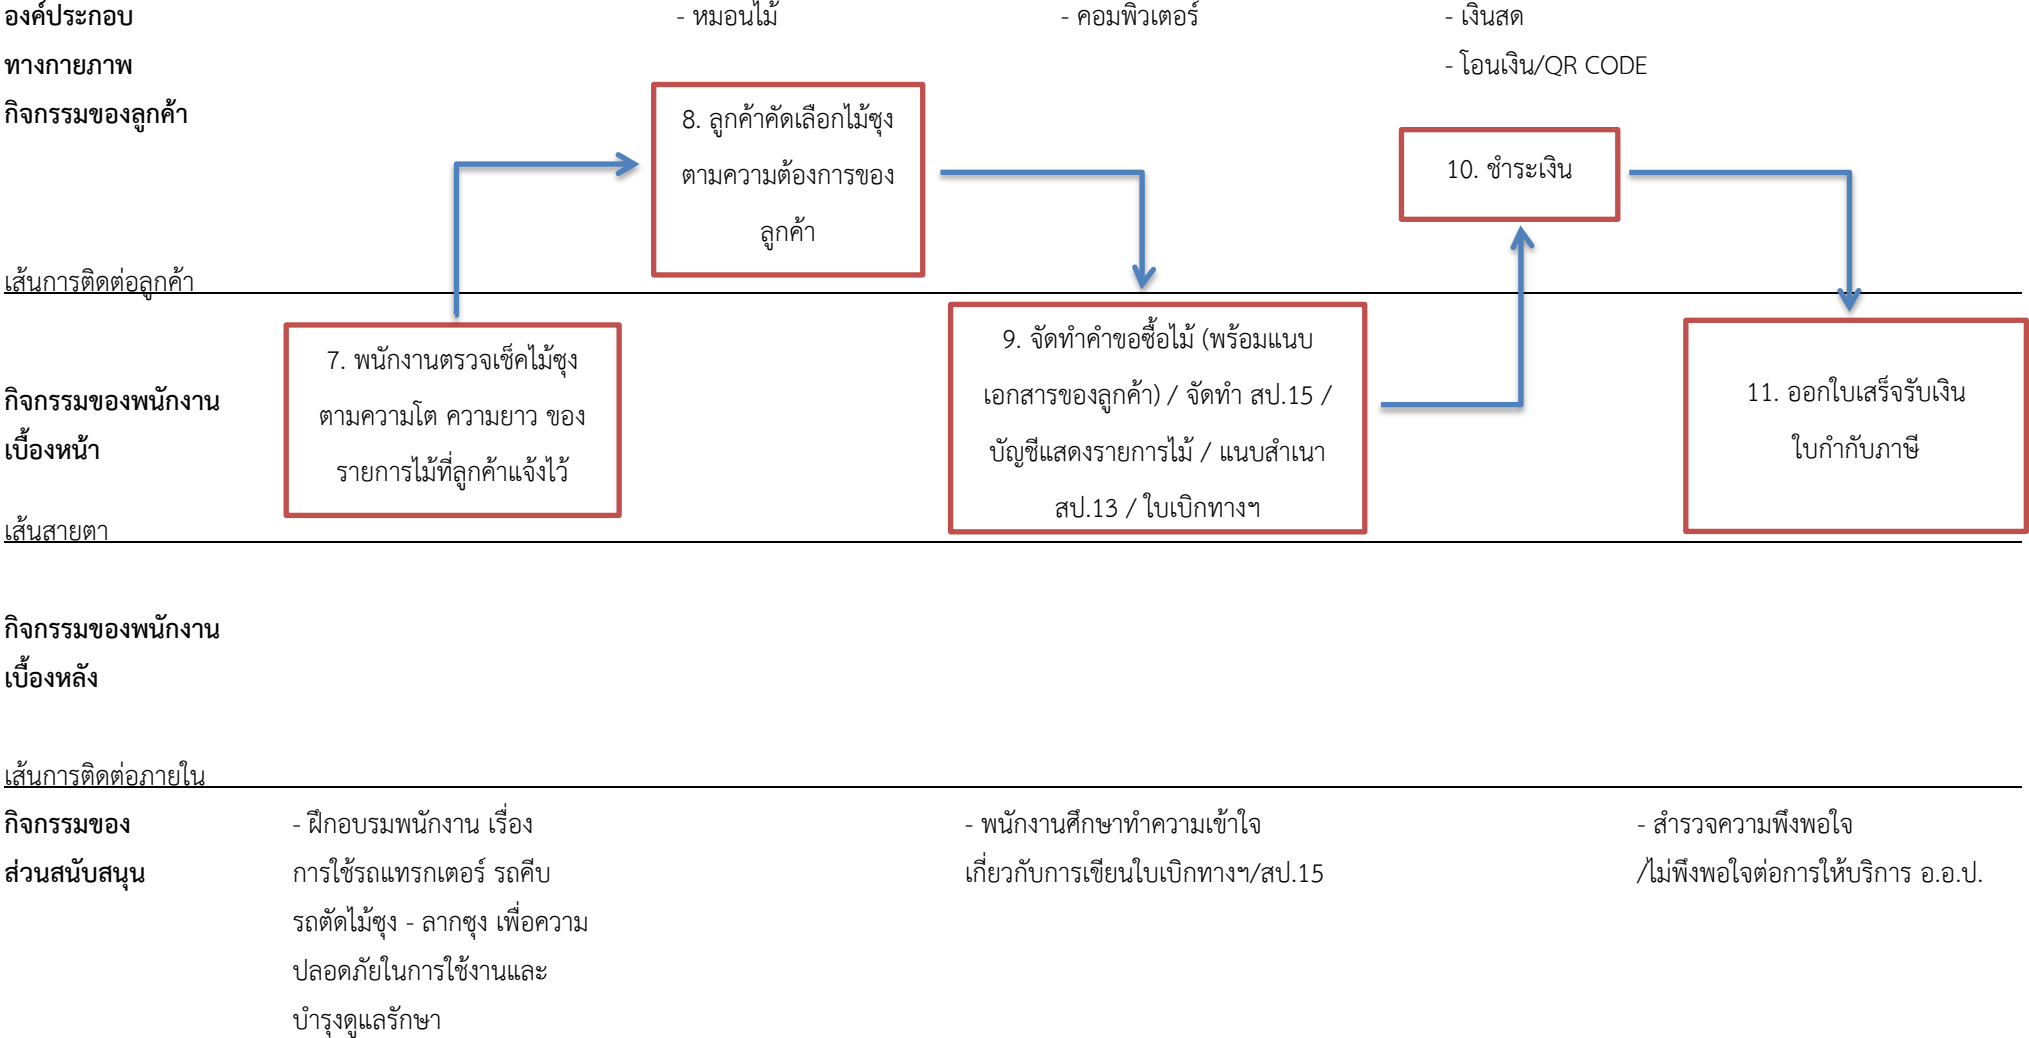 องค์ประกอบ
ทางกายภาพ
- หมอนไม้
- คอมพิวเตอร์
- เงินสด
- โอนเงิน/QR CODE
กิจกรรมของลูกค้า
8. ลูกค้าคัดเลือกไม้ซุง
ตามความต้องการของ
ลูกค้า
10. ชำระเงิน
เส้นการติดต่อลูกค้า
กิจกรรมของพนักงาน
เบื้องหน้า
7. พนักงานตรวจเช็คไม้ซุง
ตามความโต ความยาว ของ
รายการไม้ที่ลูกค้าแจ้งไว้
9. จัดทำคำขอซื้อไม้ (พร้อมแนบ
เอกสารของลูกค้า) / จัดทำ สป.15 /
บัญชีแสดงรายการไม้ / แนบสำเนา
สป.13 / ใบเบิกทางฯ
11. ออกใบเสร็จรับเงิน
ใบกำกับภาษี
เส้นสายตา
กิจกรรมของพนักงาน
เบื้องหลัง
เส้นการติดต่อภายใน
กิจกรรมของ
ส่วนสนับสนุน
- ฝึกอบรมพนักงาน เรื่อง
การใช้รถแทรกเตอร์ รถคีบ
รถตัดไม้ซุง - ลากซุง เพื่อความ
ปลอดภัยในการใช้งานและ
บำรุงดูแลรักษา
- พนักงานศึกษาทำความเข้าใจ
เกี่ยวกับการเขียนใบเบิกทางฯ/สป.15
- สำรวจความพึงพอใจ
/ไม่พึงพอใจต่อการให้บริการ อ.อ.ป.